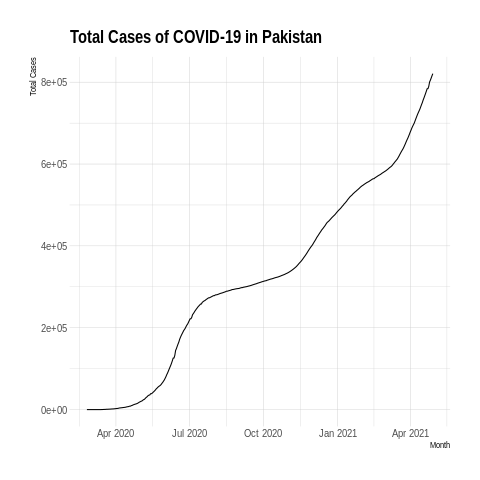 Total Cases of COVID-19 in Pakistan
Total Cases
8e+05
6e+05
4e+05
2e+05
0e+00
Apr 2020 Jul 2020 Oct 2020 Jan 2021 Apr 2021
Month